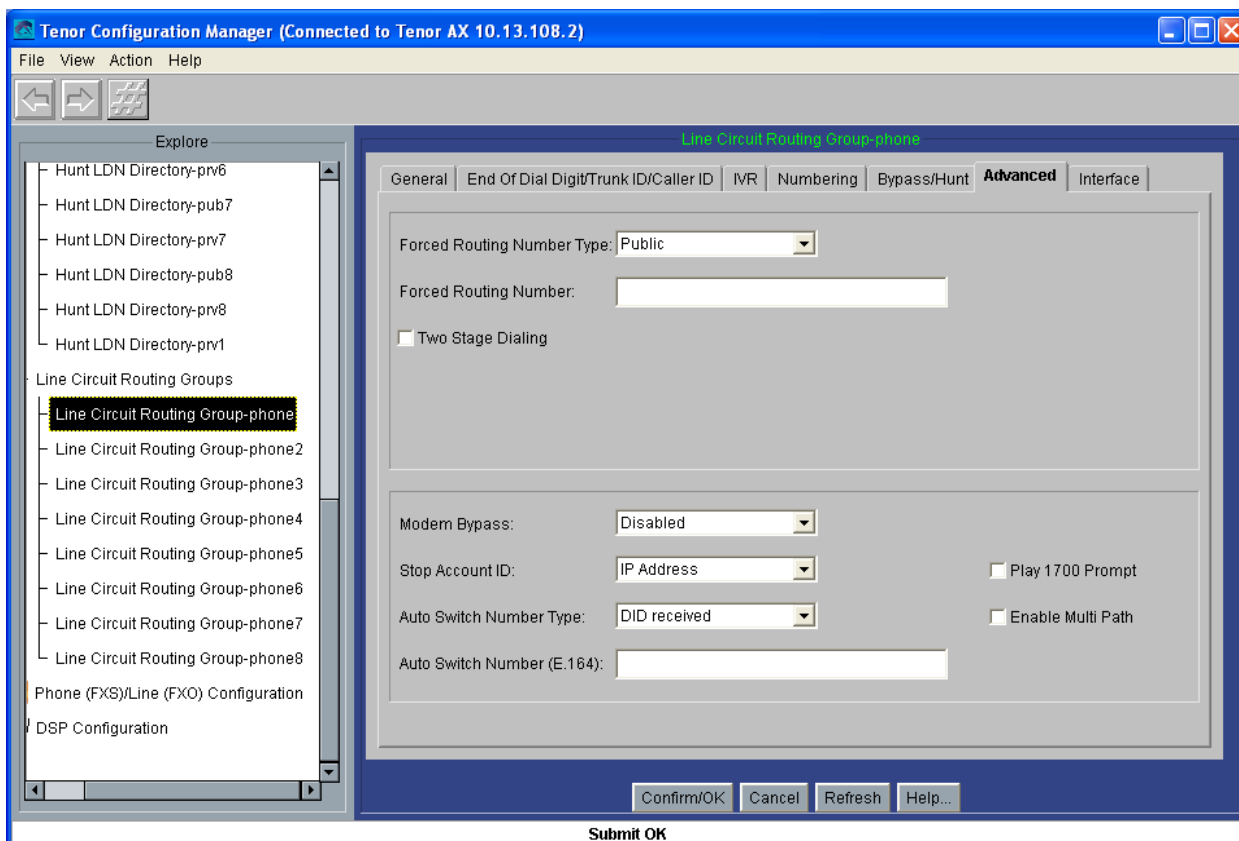 Tenor Configuration Manager (Connected to Tenor AX 10.13.108.2)
File View Action Help
Explore
Hunt LDN Directory-prv6
Hunt LDN Directory-pub7
Hunt LDN Directory-prv7
Hunt LDN Directory-pub8
Hunt LDN Directory-prv8
Hunt LDN Directory-prv1
Line Circuit Routing Groups
Line Circuit Routing Group-phone
Line Circuit Routing Group-phone2
Line Circuit Routing Group-phone3
Line Circuit Routing Group-phone4
Line Circuit Routing Group-phone5
Line Circuit Routing Group-phone6
Line Circuit Routing Group-phone7
Line Circuit Routing Group-phone8
Phone (FXS)/Line (FXO) Configuration
DSP Configuration
Line Circuit Routing Group-phone
General End Of Dial Digit/Trunk ID/Caller ID IVR Numbering Bypass/Hunt Advanced Interface
Forced Routing Number Type: Public
Forced Routing Number:
Two Stage Dialing
Modem Bypass: Disabled
Stop Account ID: IP Address Play 1700 Prompt
Auto Switch Number Type: DID received Enable Multi Path
Auto Switch Number (E.164):
Confirm/OK Cancel Refresh Help...
Submit OK